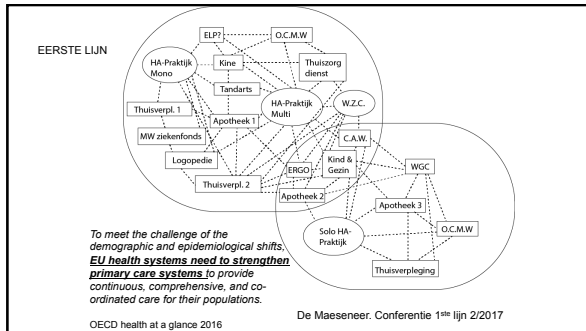 EERSTE LIJN
ELP?
O.C.M.W
HA-Praktijk
Mono
Kine
Thuiszorg
dienst
Tandarts
HA-Praktijk
Multi
W.Z.C.
Thuisverpl. 1
Apotheek 1
MW ziekenfonds
C.A.W.
Logopedie
ERGO
Kind &
Gezin
WGC
Thuisverpl. 2
Apotheek 2
Apotheek 3
Solo HA-
Praktijk
O.C.M.W
Thuisverpleging
To meet the challenge of the
demographic and epidemiological shifts,
EU health systems need to strengthen
primary care systems to provide
continuous, comprehensive, and co-
ordinated care for their populations.
OECD health at a glance 2016
De Maeseneer. Conferentie 1ste lijn 2/2017